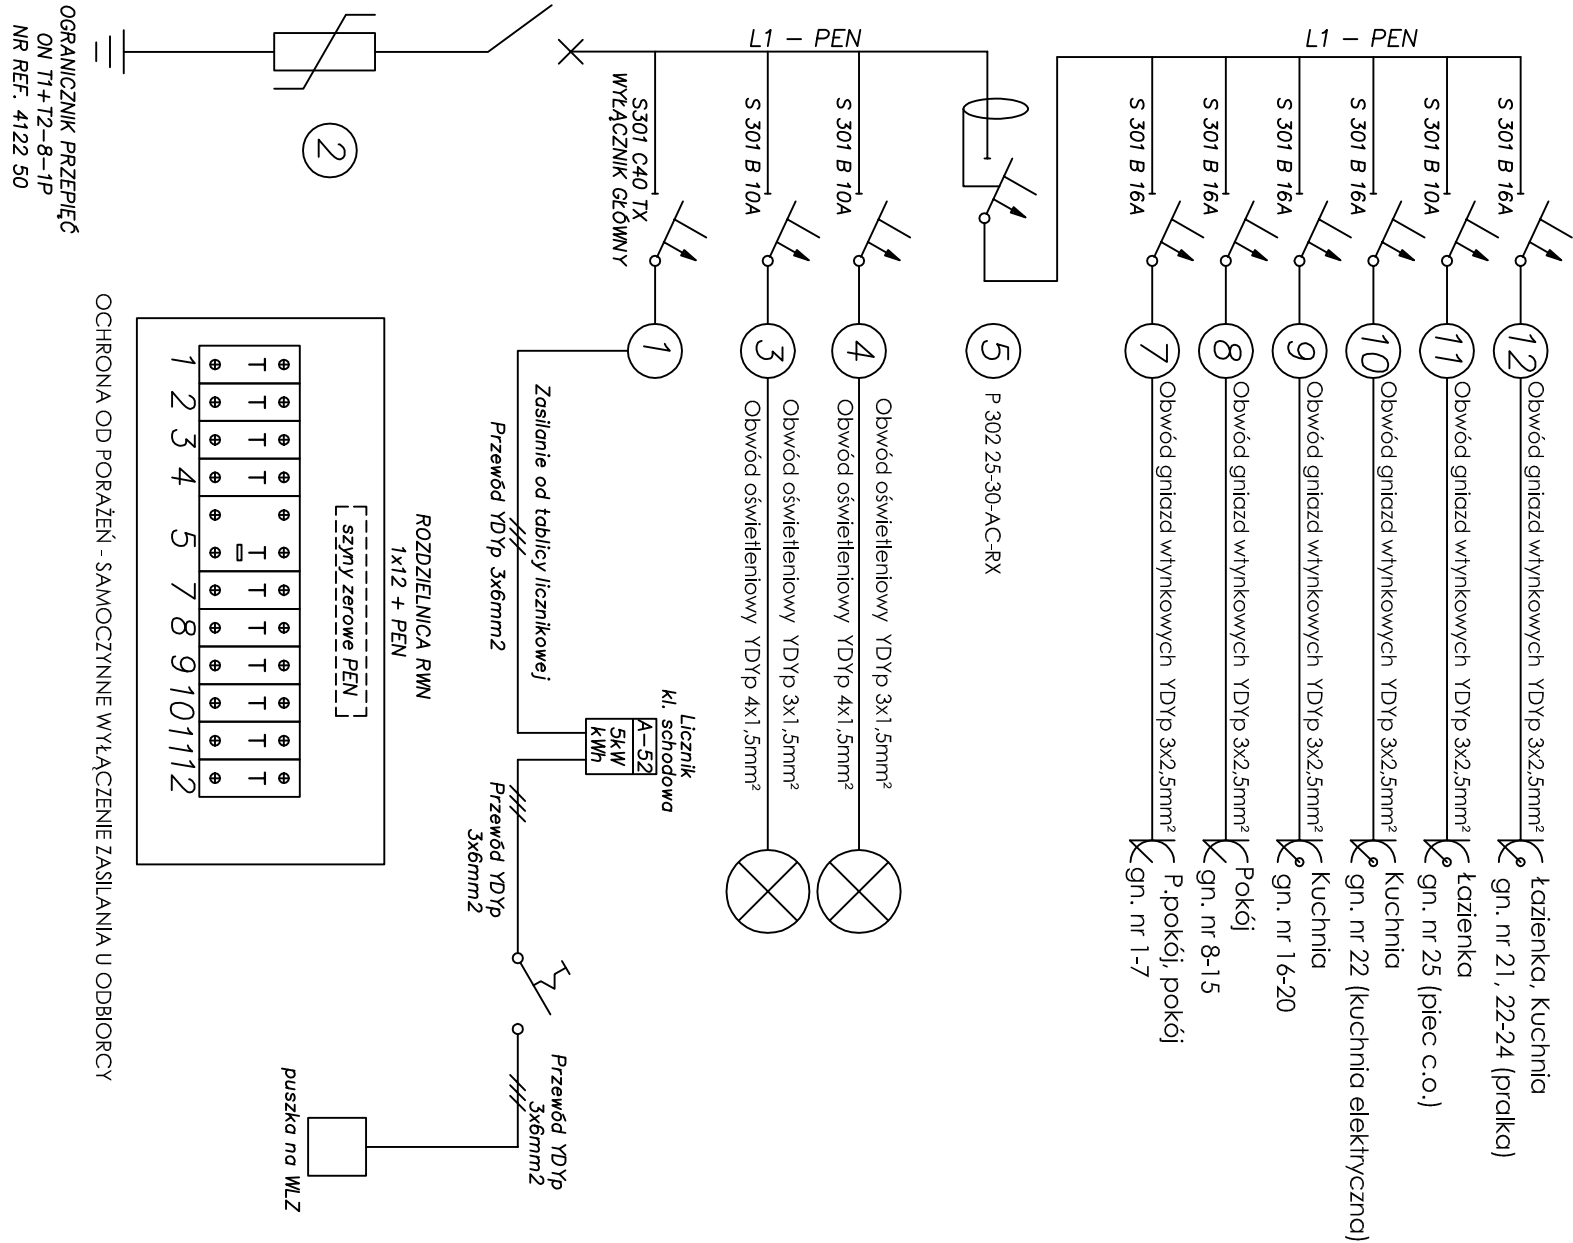 L1 – PEN
L1 – PEN
S 301 B 16A
S 301 B 10A
S 301 B 16A
S 301 B 16A
S 301 B 16A
S 301 B 16A
S 301 B 10A
S 301 B 10A
S301 C40 TX
WYŁĄCZNIK GŁÓWNY
OGRANICZNIK PRZEPIĘĆ
ON T1+T2–8–1P
NR REF. 4122 50
2
12
Obwód gniazd wtynkowych YDYp 3x2,5mm²
Łazienka, Kuchnia
gn. nr 21, 22-24 (pralka)
11
Obwód gniazd wtynkowych YDYp 3x2,5mm²
Łazienka
gn. nr 25 (piec c.o.)
10
Obwód gniazd wtynkowych YDYp 3x2,5mm²
Kuchnia
gn. nr 22 (kuchnia elektryczna)
9
Obwód gniazd wtynkowych YDYp 3x2,5mm²
Kuchnia
gn. nr 16-20
8
Obwód gniazd wtynkowych YDYp 3x2,5mm²
Pokój
gn. nr 8-15
7
Obwód gniazd wtynkowych YDYp 3x2,5mm²
P.pokój, pokój
gn. nr 1-7
5
P 302 25-30-AC-RX
4
Obwód oświetleniowy YDYp 3x1,5mm²
Obwód oświetleniowy YDYp 4x1,5mm²
3
Obwód oświetleniowy YDYp 3x1,5mm²
Obwód oświetleniowy YDYp 4x1,5mm²
1
Zasilanie od tablicy licznikowej
Przewód YDYp 3x6mm2
Licznik
kl. schodowa
A–52
5kW
kWh
Przewód YDYp
3x6mm2
Przewód YDYp
3x6mm2
puszka na WLZ
ROZDZIELNICA RWN
1x12 + PEN
szyny zerowe PEN
T T T T T T T T T T T
1 2 3 4 5 7 8 9 10 11 12
OCHRONA OD PORAŻEŃ - SAMOCZYNNE WYŁĄCZENIE ZASILANIA U ODBIORCY